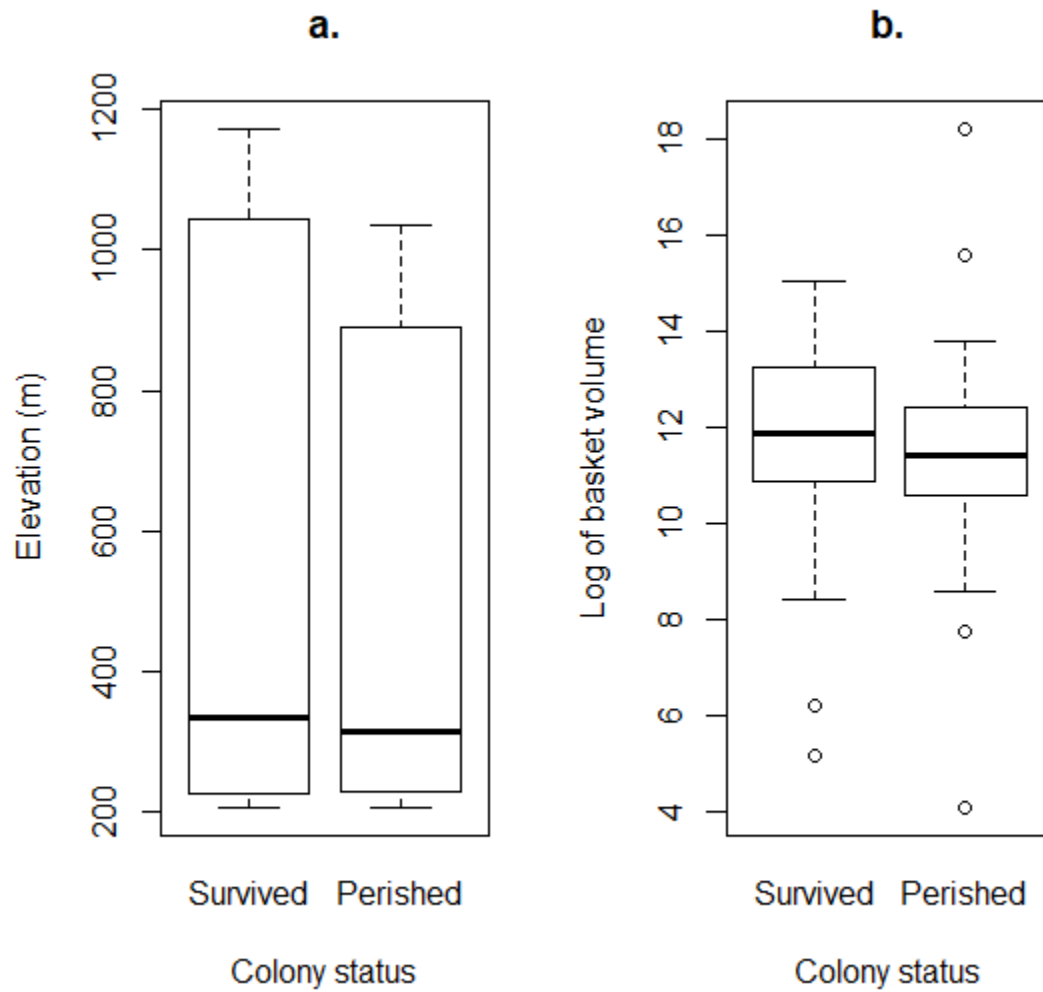 a.
Elevation (m)
1200
1000
800
600
400
200
Survived Perished
Colony status
b.
Log of basket volume
18
16
14
12
10
8
6
4
Survived Perished
Colony status